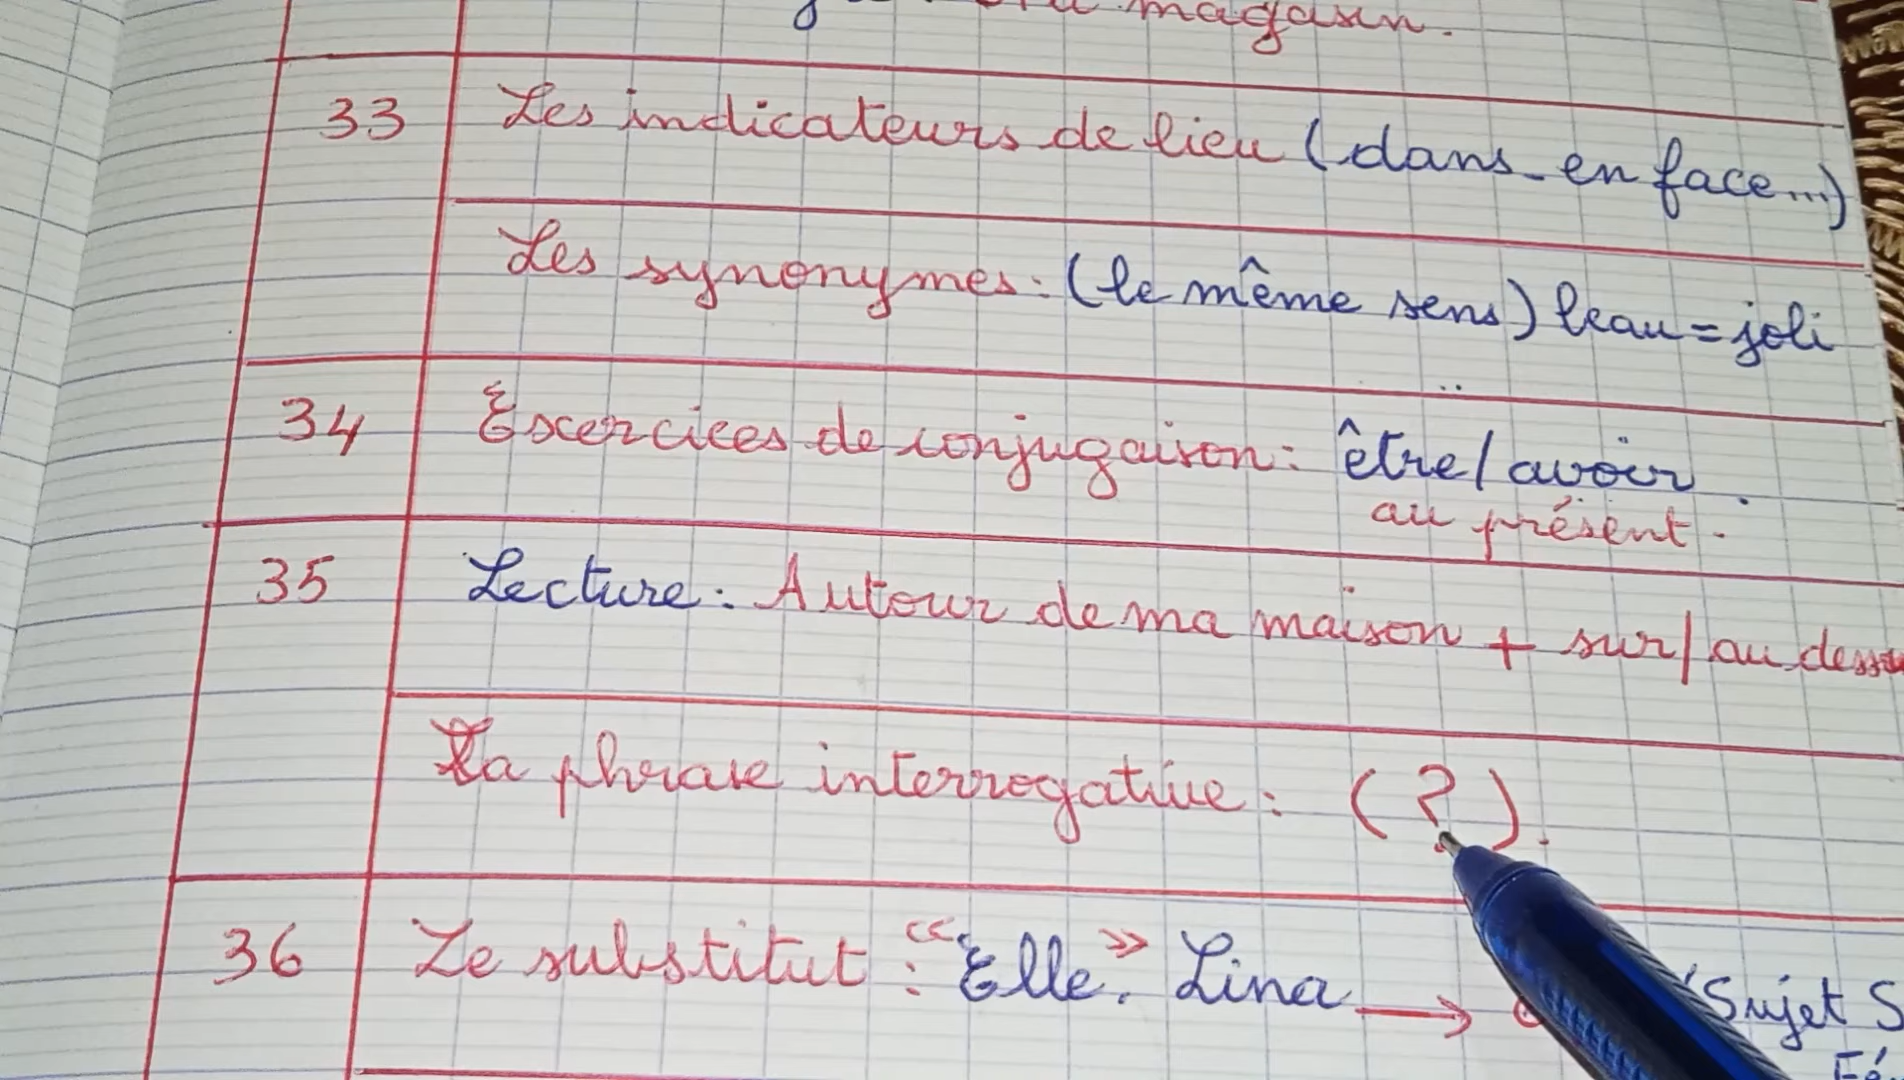 magasin.
33 Les indicateurs de lieu (dans - en face...)
Les synonymes: (le même sens) beau = joli
34 Exercices de conjugaison: être / avoir.
au présent.
35 Lecture: Autour de ma maison + sur / au
La phrase interrogative: (?).
36 Le substitut: « Elle ». Lina → Sujet S